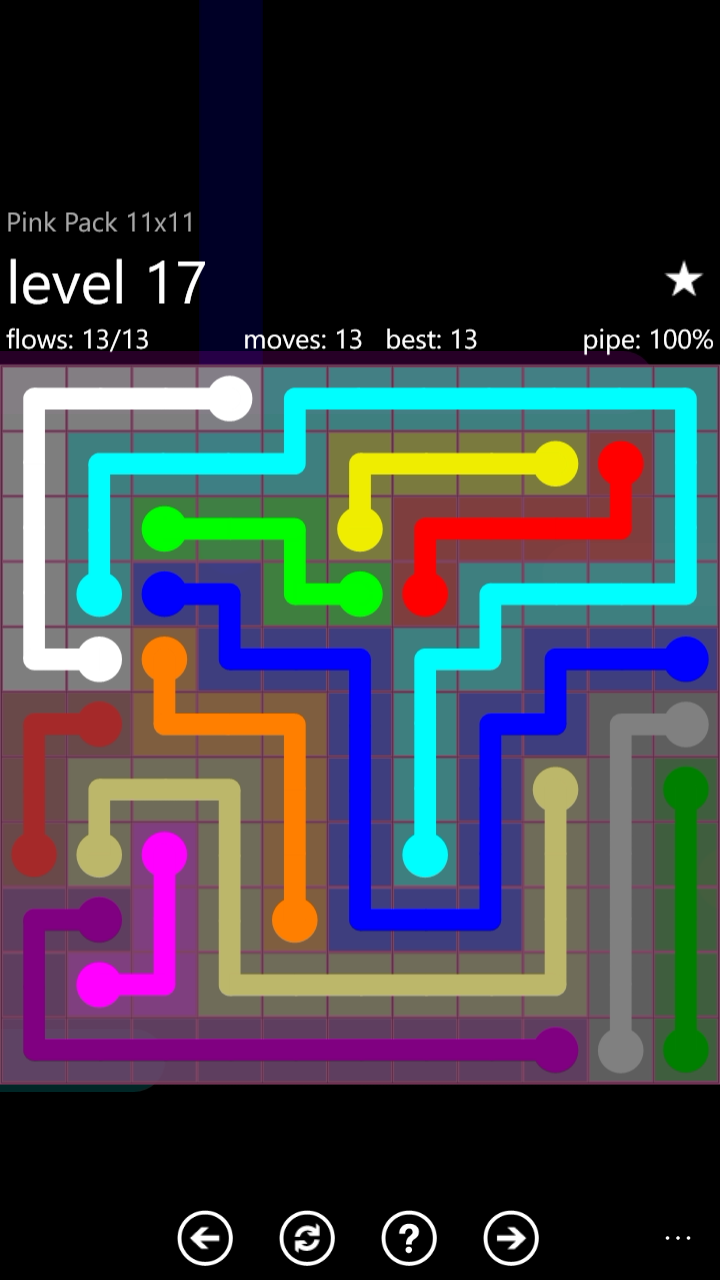 Pink Pack 11x11
level 17
flows: 13/13 moves: 13 best: 13 pipe: 100%
?
...